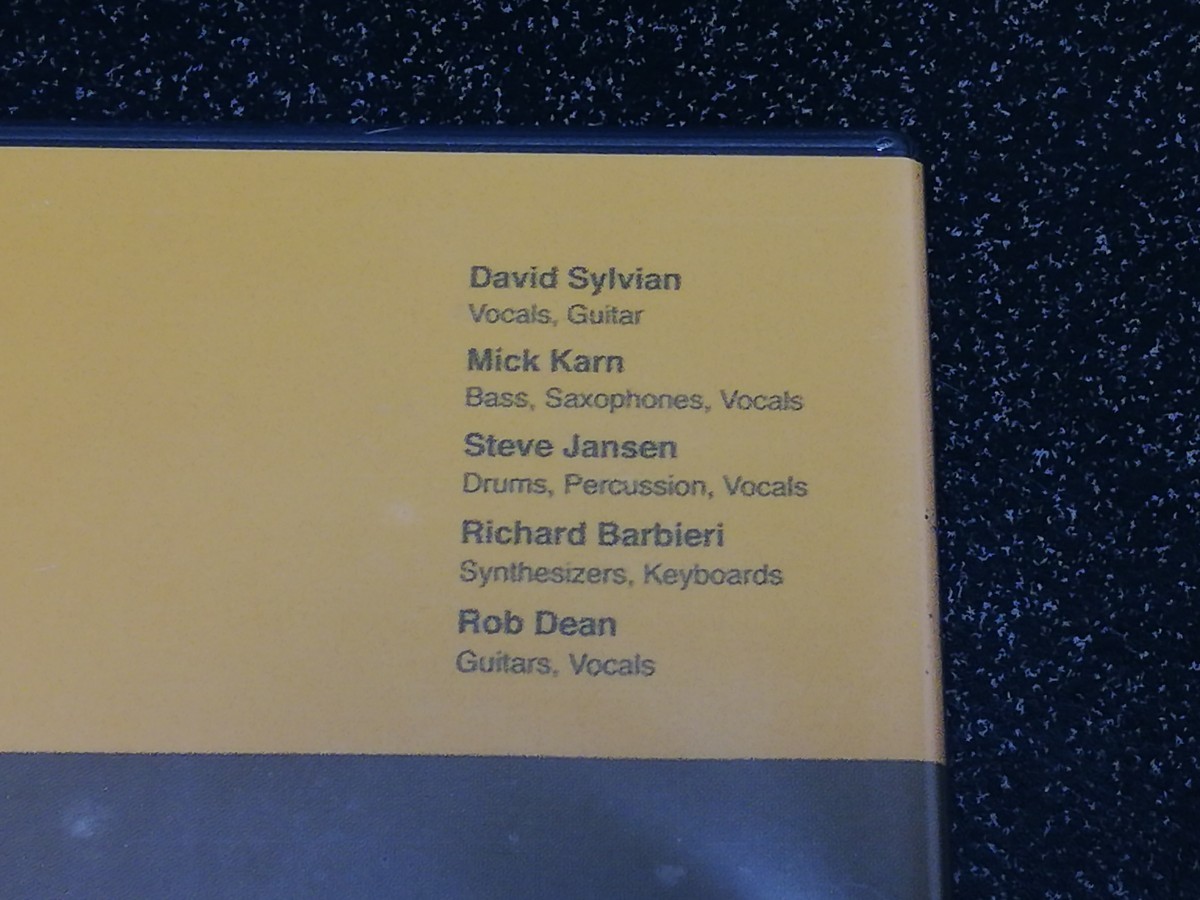 David Sylvian
Vocals, Guitar
Mick Karn
Bass, Saxophones, Vocals
Steve Jansen
Drums, Percussion, Vocals
Richard Barbieri
Synthesizers, Keyboards
Rob Dean
Guitars, Vocals